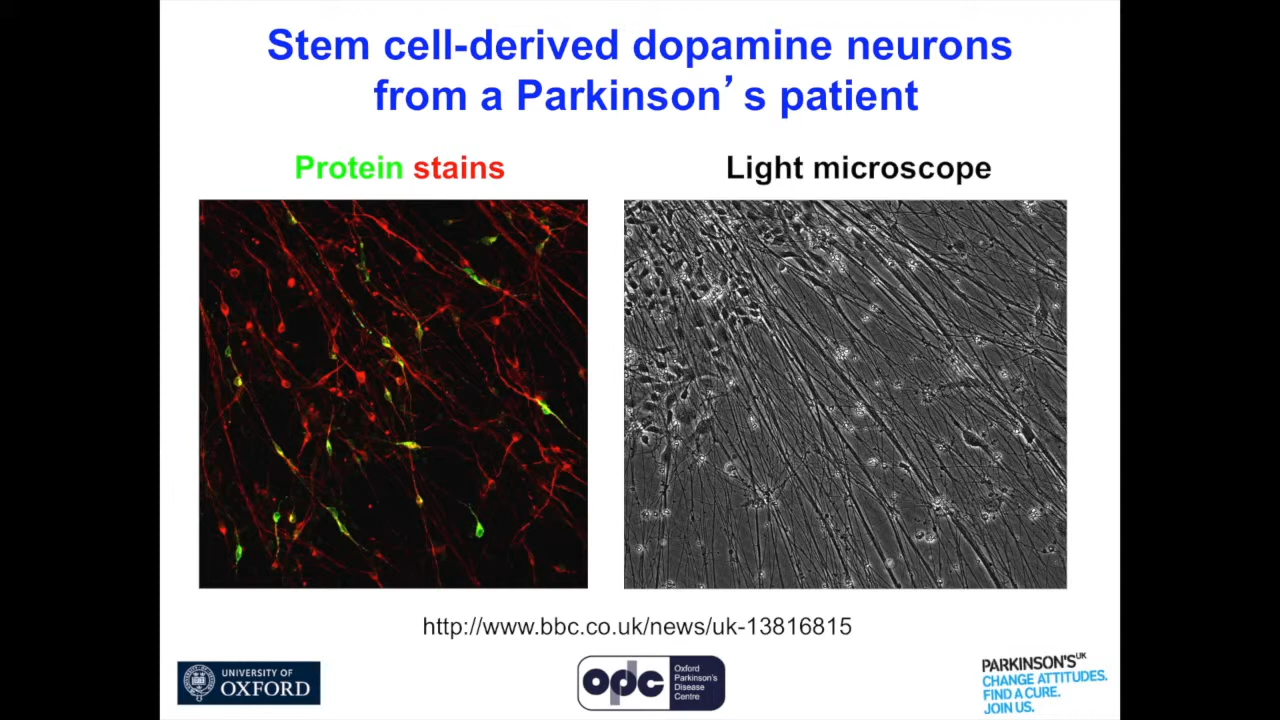 Stem cell-derived dopamine neurons
from a Parkinson’s patient
Protein stains
Light microscope
http://www.bbc.co.uk/news/uk-13816815
UNIVERSITY OF
OXFORD
opdc
Oxford
Parkinson's
Disease
Centre
PARKINSON'S UK
CHANGE ATTITUDES.
FIND A CURE.
JOIN US.